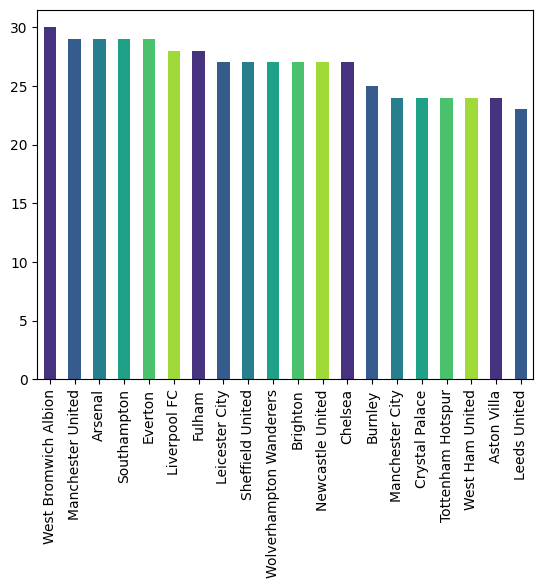 30
25
20
15
10
5
0
West Bromwich Albion
Manchester United
Arsenal
Southampton
Everton
Liverpool FC
Fulham
Leicester City
Sheffield United
Wolverhampton Wanderers
Brighton
Newcastle United
Chelsea
Burnley
Manchester City
Crystal Palace
Tottenham Hotspur
West Ham United
Aston Villa
Leeds United